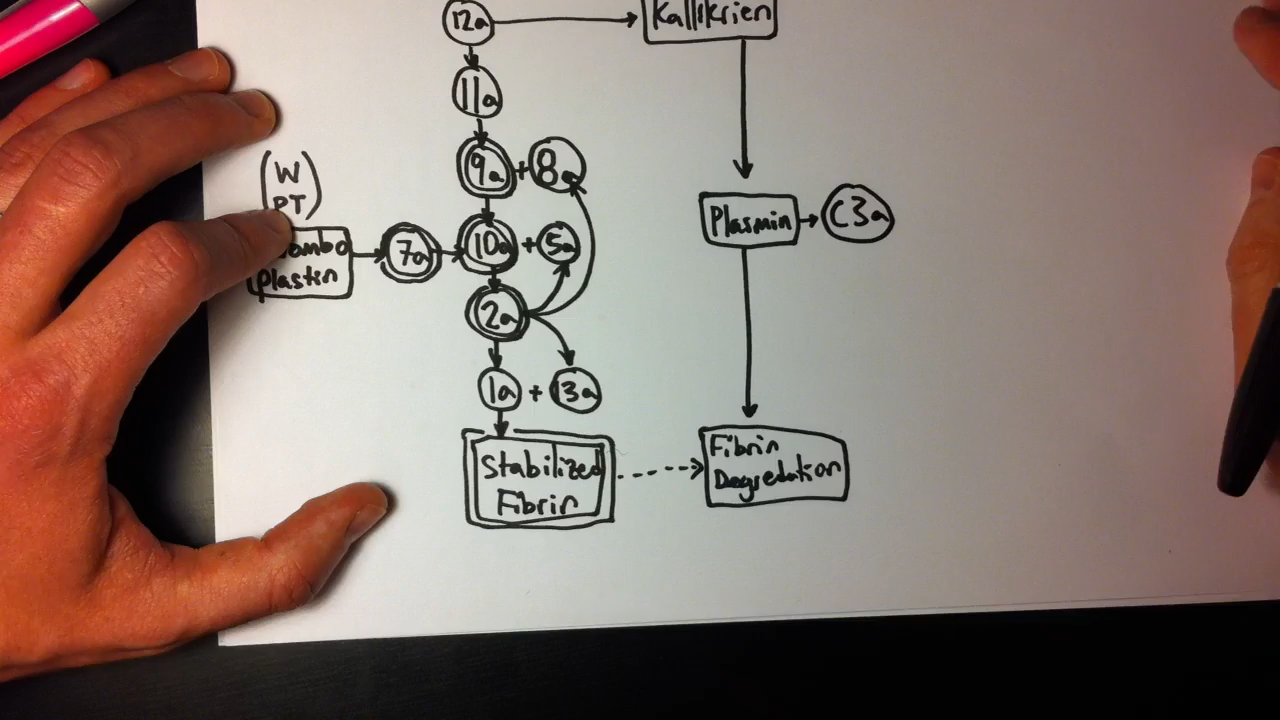 12a
Kallikrien
11a
9a + 8a
(W
PT)
Plasmin
C3a
7a
10a + 5a
Plastin
2a
1a + 13a
Stabilized
Fibrin
Fibrin
Degredation